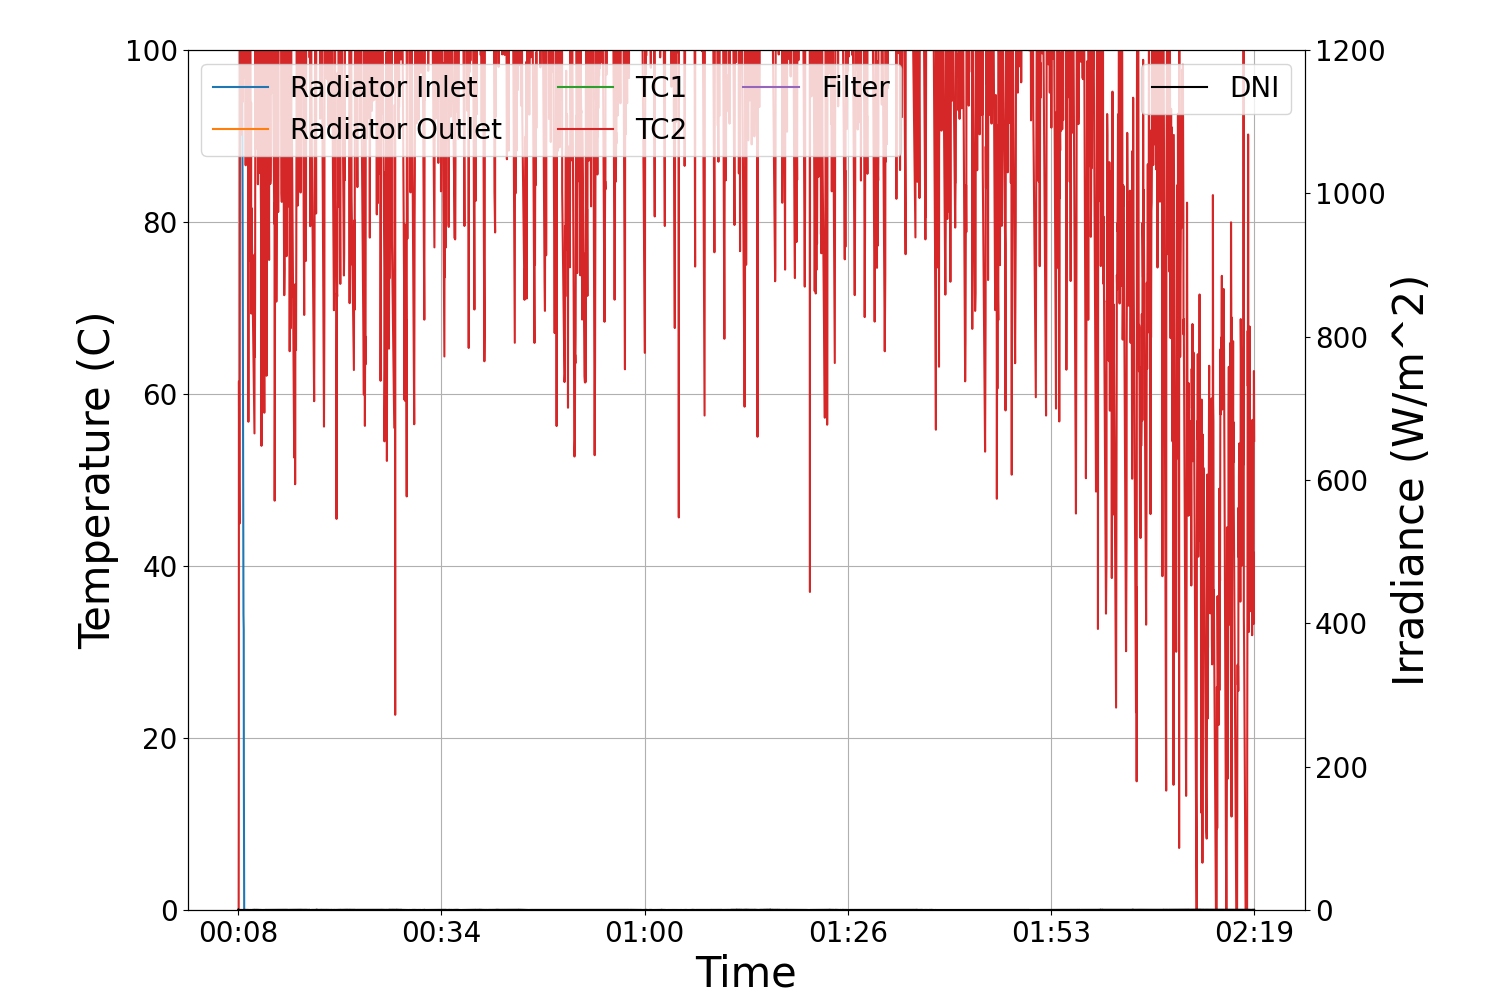 100
80
60
40
20
0
Temperature (C)
Radiator Inlet
Radiator Outlet
TC1
TC2
Filter
DNI
1200
1000
800
600
400
200
0
Irradiance (W/m^2)
00:08 00:34 01:00 01:26 01:53 02:19
Time